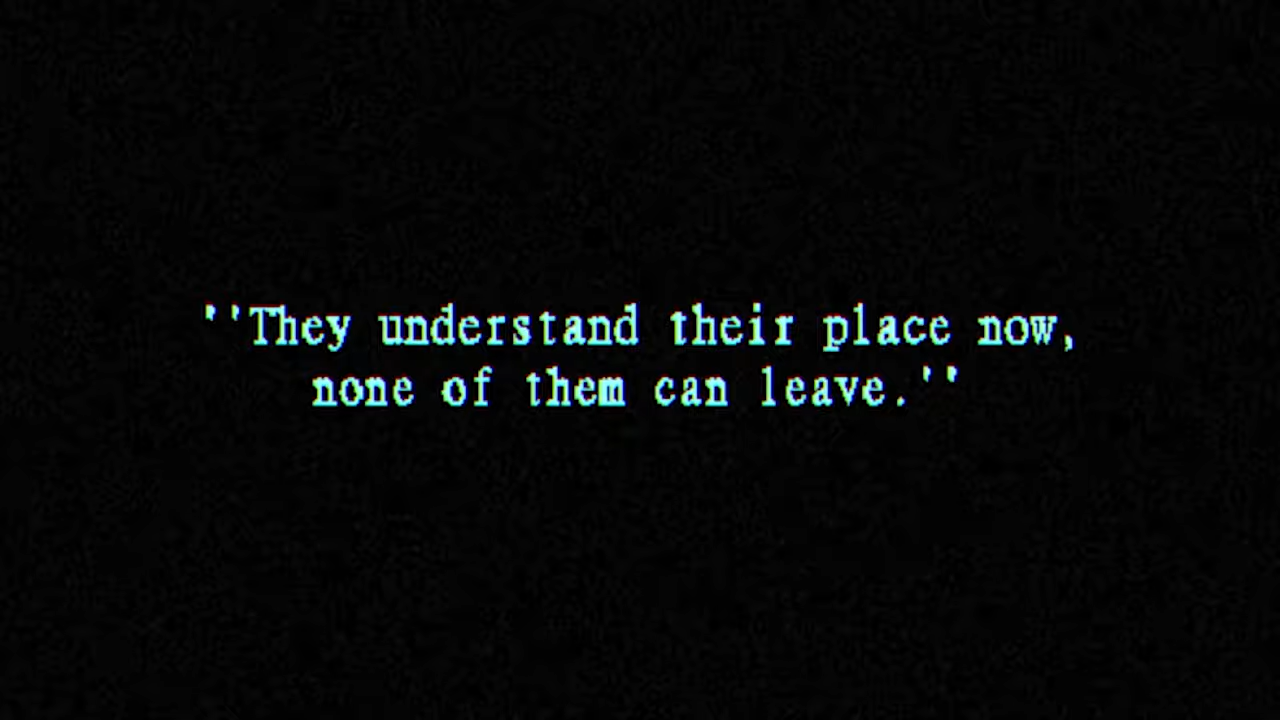 ''They understand their place now,
none of them can leave.''